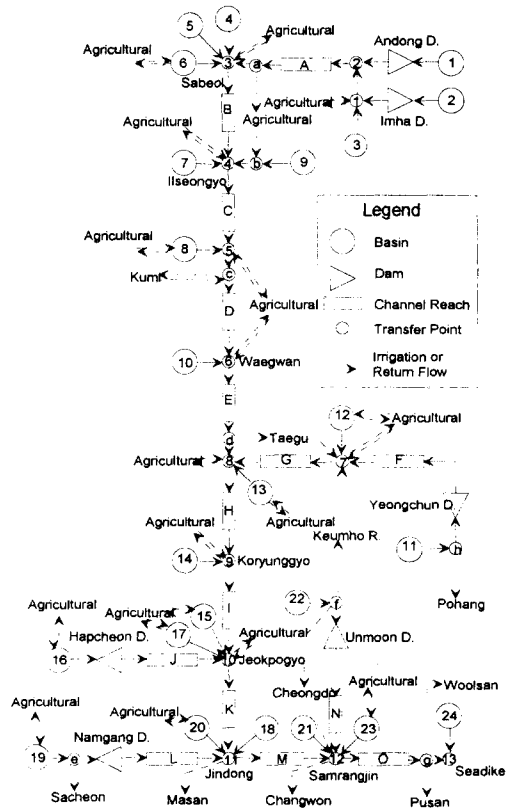 4
5
Agricultural
Agricultural
Andong D.
6
3
a
A
2
1
Sabeol
B
Agricultural
1
2
Agricultural
Agricultural
Imha D.
3
7
4
b
9
Ilseongyo
C
Legend
Basin
Dam
Channel Reach
Transfer Point
Irrigation or
Return Flow
Agricultural
8
5
Kumi
c
D
Agricultural
10
6
Waegwan
E
12
Agricultural
d
Taegu
Agricultural
8
G
7
F
13
H
Agricultural
Yeongchun D.
Keumho R.
Agricultural
14
9
Koryunggyo
11
h
Pohang
I
22
f
Agricultural
Agricultural
15
Agricultural
Hapcheon D.
17
Unmoon D.
16
J
10
Jeokpogyo
Cheongdo
Agricultural
Woolsan
K
N
Agricultural
Agricultural
20
18
21
23
24
Namgang D.
19
e
L
11
M
12
O
g
13
Jindong
Samrangjin
Seadike
Sacheon
Masan
Changwon
Pusan